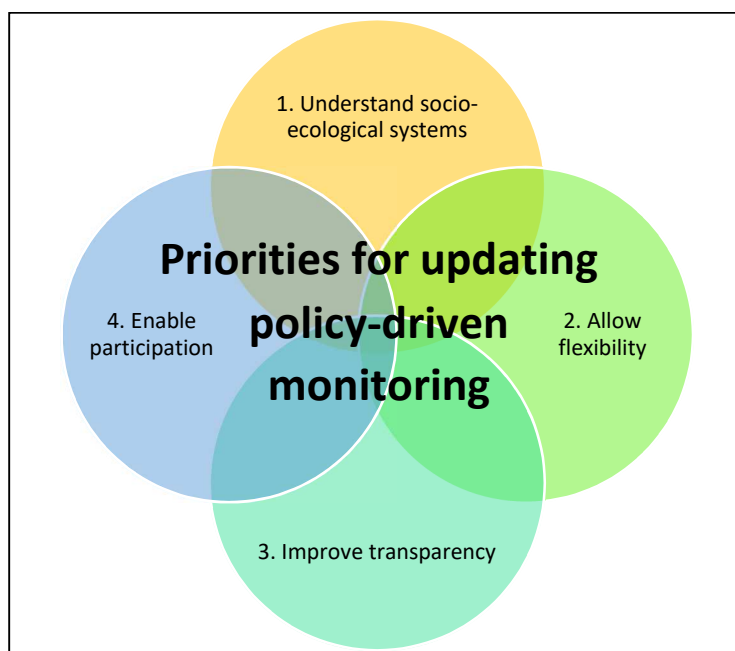 1. Understand socio-
ecological systems
Priorities for updating
policy-driven
monitoring
4. Enable
participation
2. Allow
flexibility
3. Improve transparency